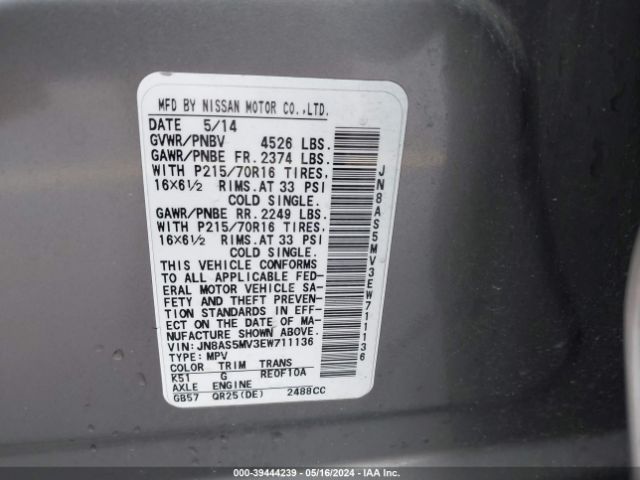 MFD BY NISSAN MOTOR CO.,LTD.
DATE 5/14
GVWR/PNBV 4526 LBS.
GAWR/PNBE FR. 2374 LBS.
WITH P215/70R16 TIRES,
16X6½ RIMS.AT 33 PSI
COLD SINGLE.
GAWR/PNBE RR. 2249 LBS.
WITH P215/70R16 TIRES,
16X6½ RIMS.AT 33 PSI
COLD SINGLE.
THIS VEHICLE CONFORMS
TO ALL APPLICABLE FED-
ERAL MOTOR VEHICLE SA-
FETY AND THEFT PREVEN-
TION STANDARDS IN EFF-
ECT ON THE DATE OF MA-
NUFACTURE SHOWN ABOVE.
VIN: JN8AS5MV3EW711136
TYPE: MPV
COLOR TRIM TRANS
K51 G RE0F10A
AXLE ENGINE
GB57 QR25(DE) 2488CC
JN8AS5MV3EW711136
000-39444239 - 05/16/2024 - IAA Inc.